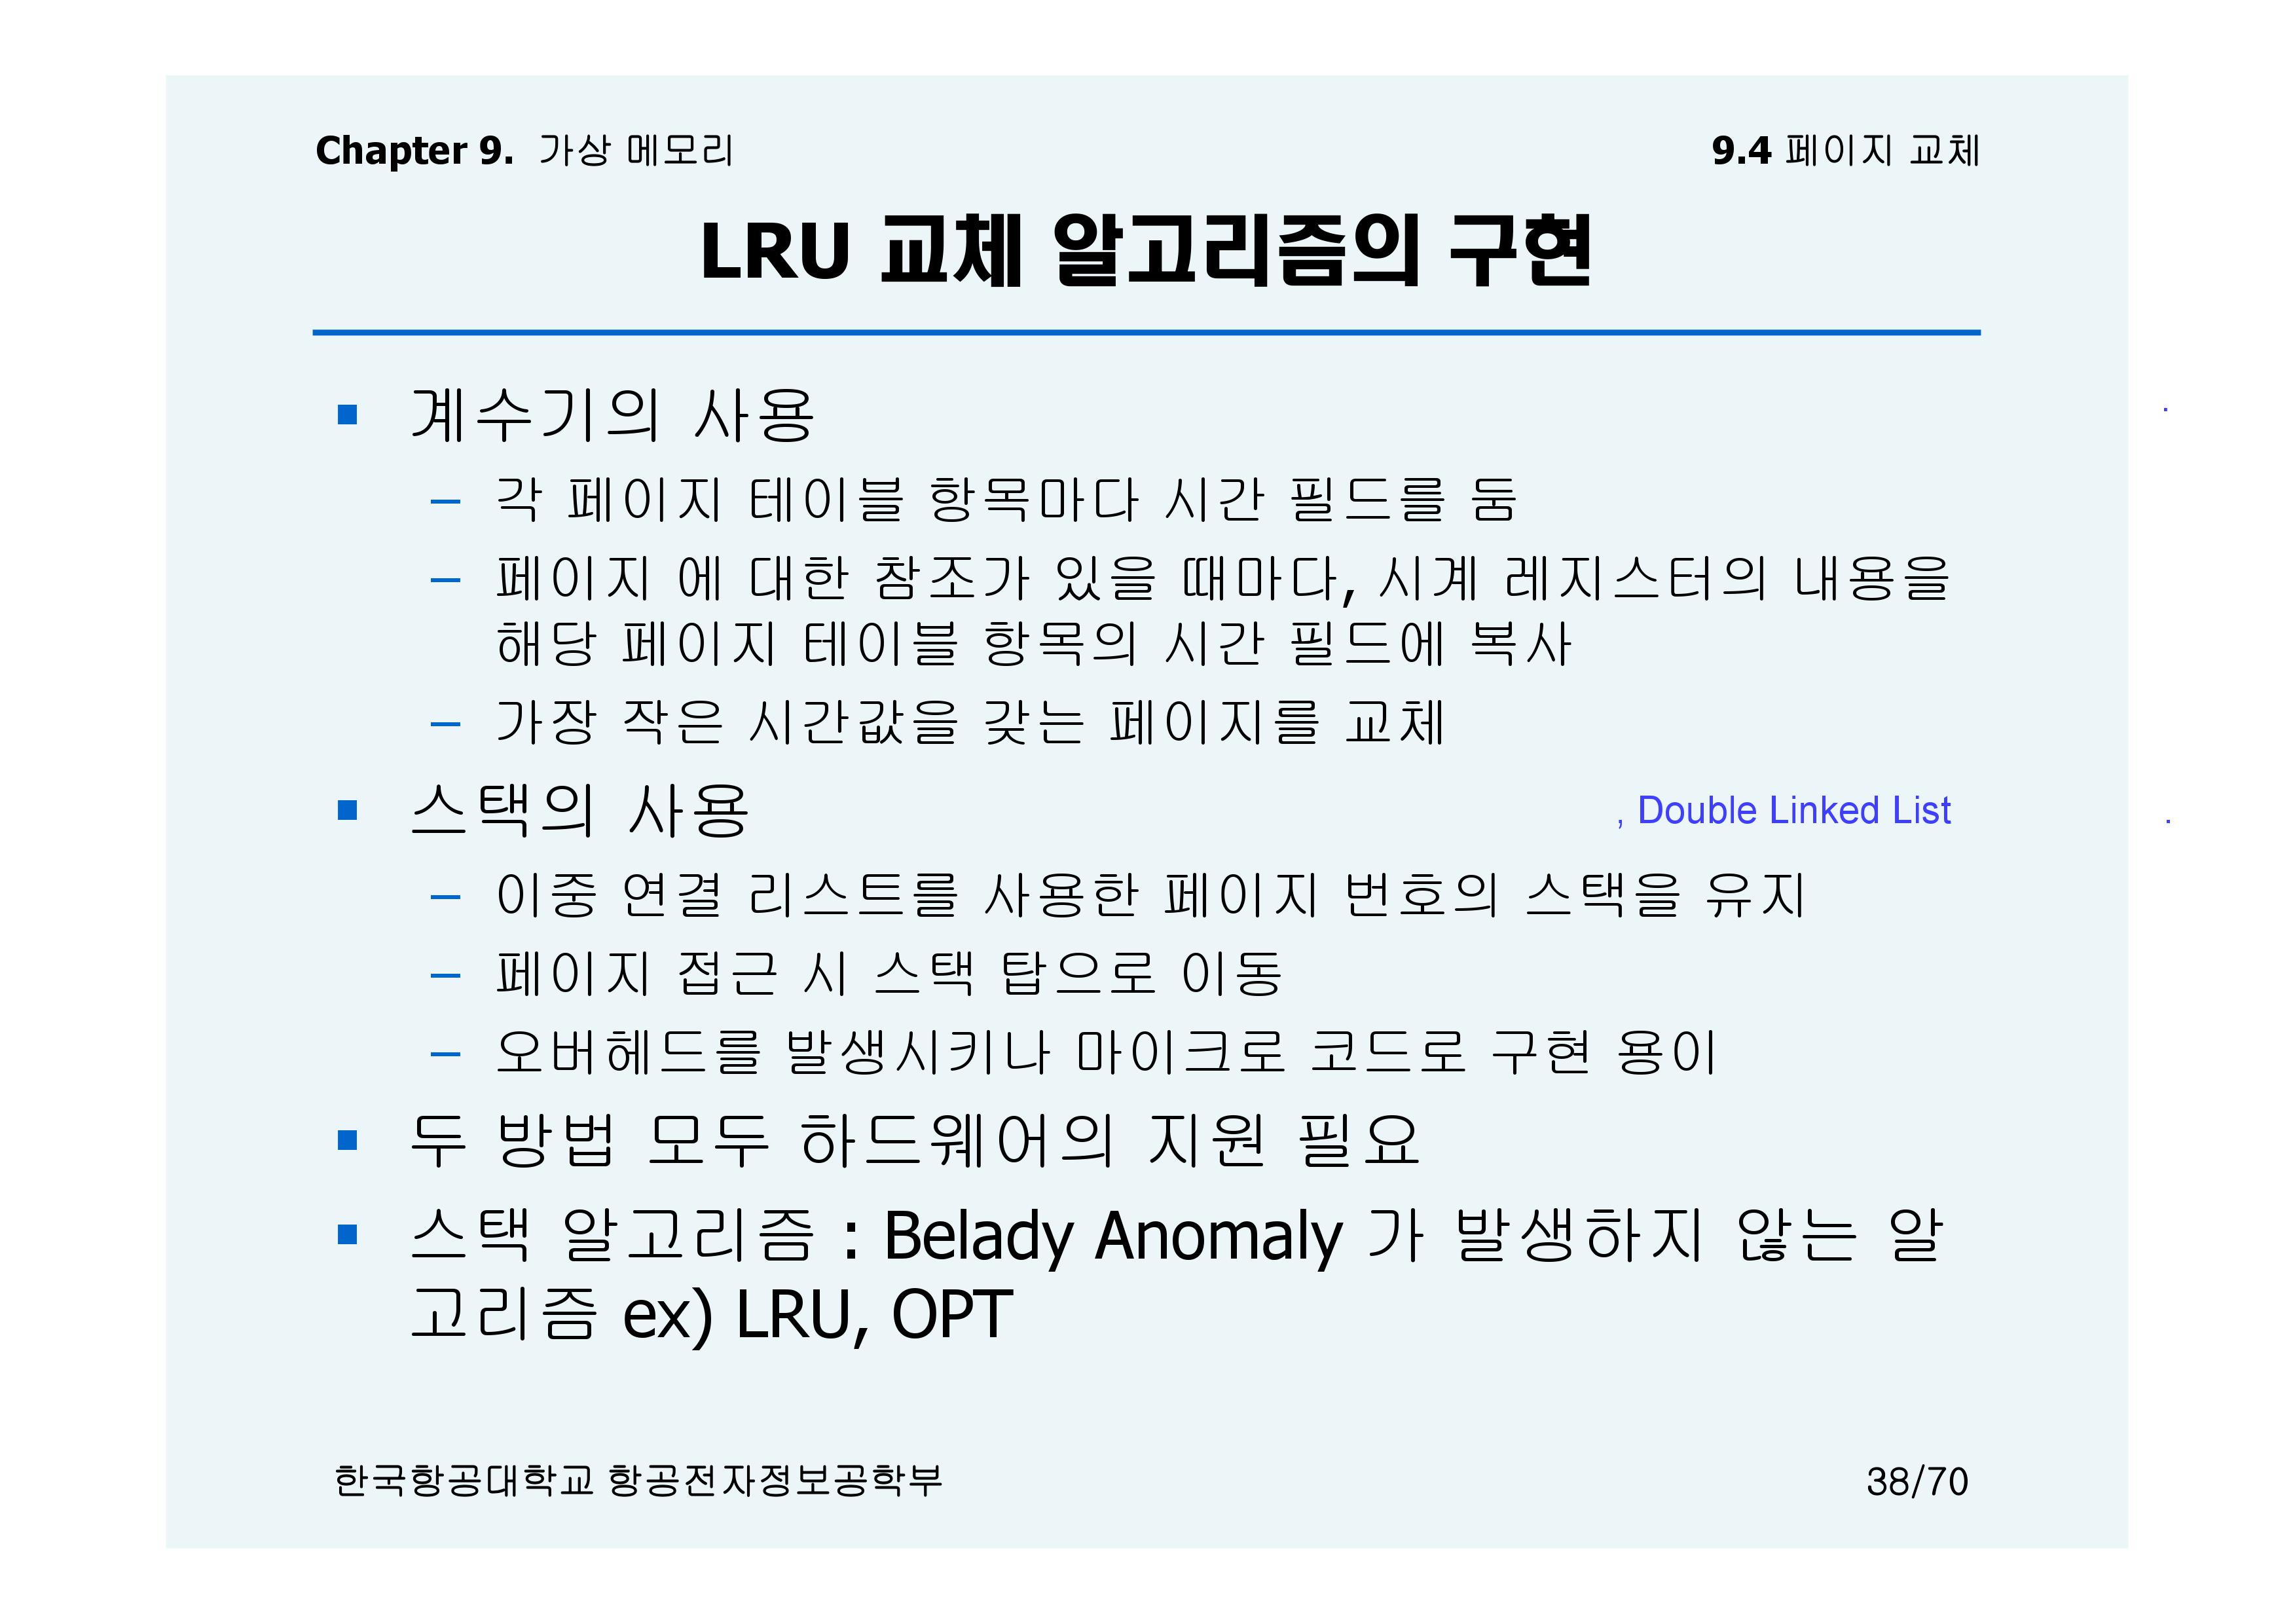 Chapter 9. 가상 메모리
9.4 페이지 교체
LRU 교체 알고리즘의 구현
▪ 계수기의 사용
.
– 각 페이지 테이블 항목마다 시간 필드를 둠
– 페이지 에 대한 참조가 있을 때마다, 시계 레지스터의 내용을
해당 페이지 테이블 항목의 시간 필드에 복사
– 가장 작은 시간값을 갖는 페이지를 교체
▪ 스택의 사용
, Double Linked List .
– 이중 연결 리스트를 사용한 페이지 번호의 스택을 유지
– 페이지 접근 시 스택 탑으로 이동
– 오버헤드를 발생시키나 마이크로 코드로 구현 용이
▪ 두 방법 모두 하드웨어의 지원 필요
▪ 스택 알고리즘 : Belady Anomaly 가 발생하지 않는 알
고리즘 ex) LRU, OPT
한국항공대학교 항공전자정보공학부
38/70